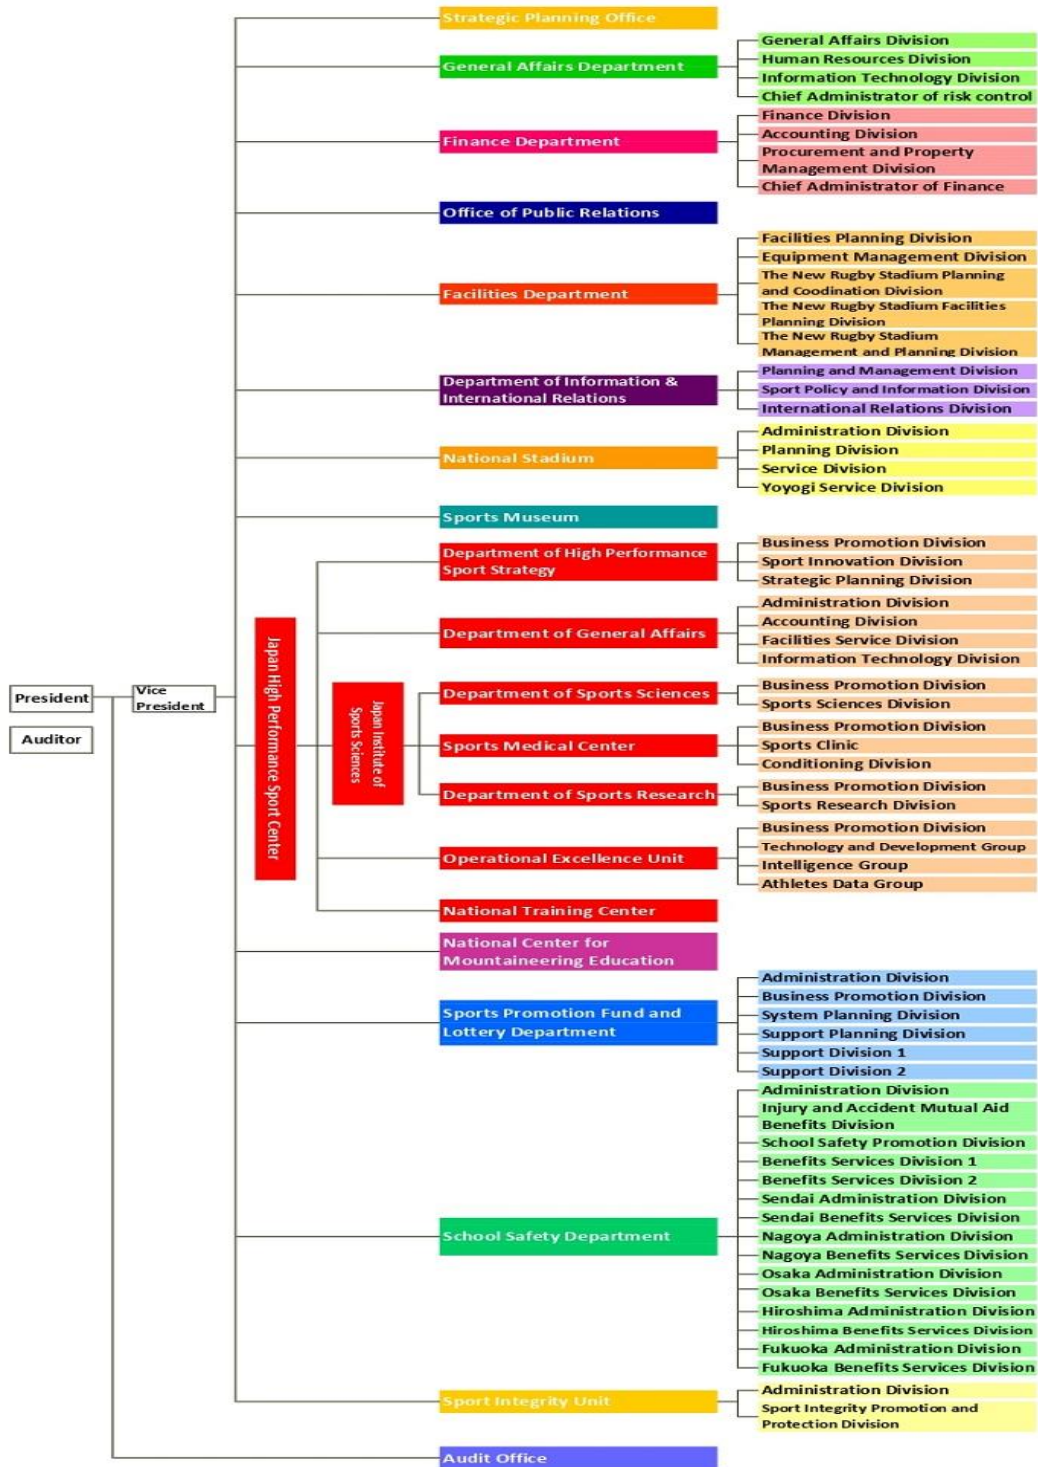 President
Auditor
Vice
President
Strategic Planning Office
General Affairs Department
General Affairs Division
Human Resources Division
Information Technology Division
Chief Administrator of risk control
Finance Department
Finance Division
Accounting Division
Procurement and Property
Management Division
Chief Administrator of Finance
Office of Public Relations
Facilities Department
Facilities Planning Division
Equipment Management Division
The New Rugby Stadium Planning
and Coodination Division
The New Rugby Stadium Facilities
Planning Division
The New Rugby Stadium
Management and Planning Division
Department of Information &
International Relations
Planning and Management Division
Sport Policy and Information Division
International Relations Division
National Stadium
Administration Division
Planning Division
Service Division
Yoyogi Service Division
Sports Museum
Japan High Performance Sport Center
Department of High Performance
Sport Strategy
Business Promotion Division
Sport Innovation Division
Strategic Planning Division
Department of General Affairs
Administration Division
Accounting Division
Facilities Service Division
Information Technology Division
Japan Institute of
Sports Sciences
Department of Sports Sciences
Business Promotion Division
Sports Sciences Division
Sports Medical Center
Business Promotion Division
Sports Clinic
Conditioning Division
Department of Sports Research
Business Promotion Division
Sports Research Division
Operational Excellence Unit
Business Promotion Division
Technology and Development Group
Intelligence Group
Athletes Data Group
National Training Center
National Center for
Mountaineering Education
Sports Promotion Fund and
Lottery Department
Administration Division
Business Promotion Division
System Planning Division
Support Planning Division
Support Division 1
Support Division 2
School Safety Department
Administration Division
Injury and Accident Mutual Aid
Benefits Division
School Safety Promotion Division
Benefits Services Division 1
Benefits Services Division 2
Sendai Administration Division
Sendai Benefits Services Division
Nagoya Administration Division
Nagoya Benefits Services Division
Osaka Administration Division
Osaka Benefits Services Division
Hiroshima Administration Division
Hiroshima Benefits Services Division
Fukuoka Administration Division
Fukuoka Benefits Services Division
Sport Integrity Unit
Administration Division
Sport Integrity Promotion and
Protection Division
Audit Office